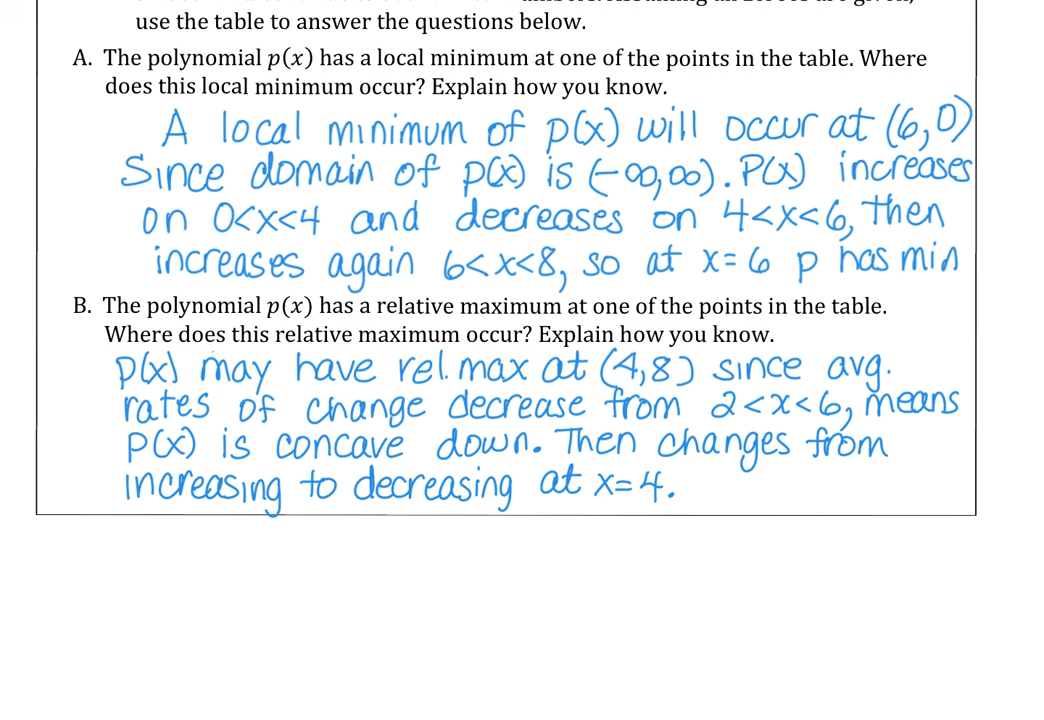 use the table to answer the questions below.
A. The polynomial p(x) has a local minimum at one of the points in the table. Where
does this local minimum occur? Explain how you know.
A local minimum of p(x) will occur at (6,0)
Since domain of p(x) is (-∞,∞). P(x) increases
on 0<x<4 and decreases on 4<x<6, then
increases again 6<x<8, so at x=6 p has min
B. The polynomial p(x) has a relative maximum at one of the points in the table.
Where does this relative maximum occur? Explain how you know.
P(x) may have rel. max at (4,8) since avg.
rates of change decrease from 2<x<6, means
P(x) is concave down. Then changes from
increasing to decreasing at x=4.